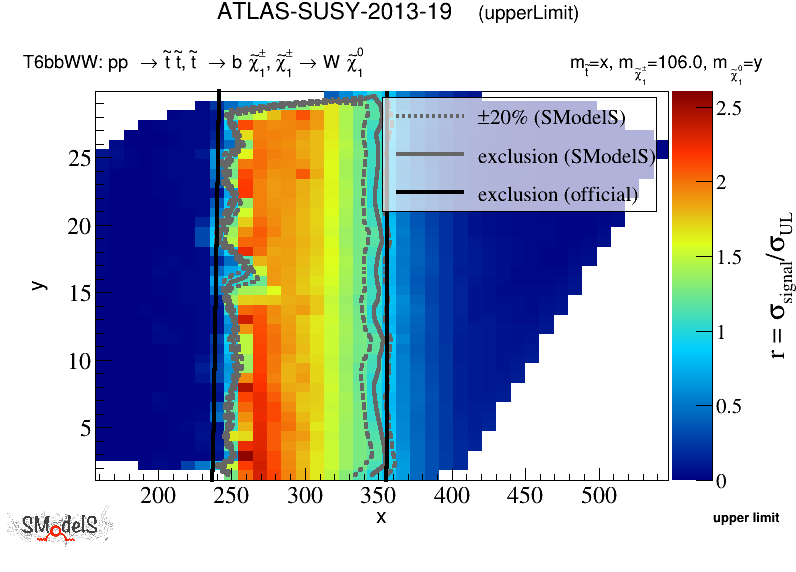 ATLAS-SUSY-2013-19 (upperLimit)
T6bbWW: pp → t̃ t̃, t̃ → b χ̃₁±, χ̃₁± → W χ̃₁⁰
m_t̃=x, m_χ̃₁±=106.0, m_χ̃₁⁰=y
±20% (SModelS)
exclusion (SModelS)
exclusion (official)
25
20
15
10
5
y
200 250 300 350 400 450 500
x
2.5
2
1.5
1
0.5
0
r = σ_signal/σ_UL
SModelS
upper limit